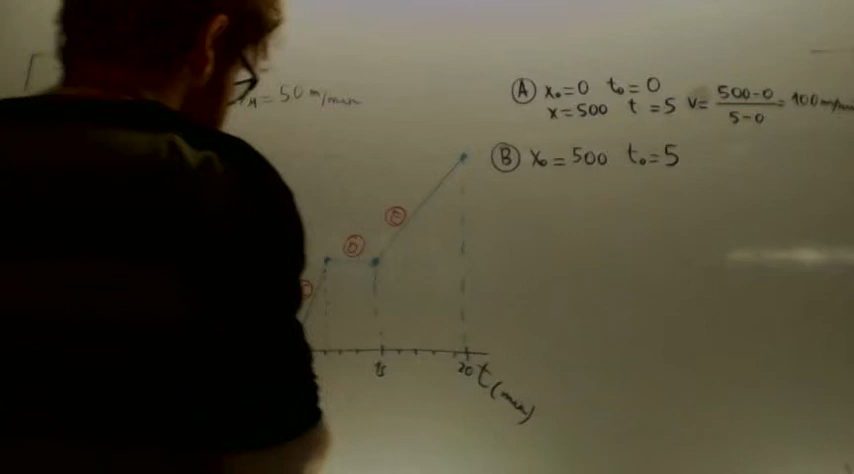 = 50 m/min
Ⓐ x₀=0 t₀=0
x=500 t=5 v= 500-0 / 5-0 = 100 m/min
Ⓑ x₀=500 t₀=5
Ⓔ
Ⓓ
15 20 t(min)